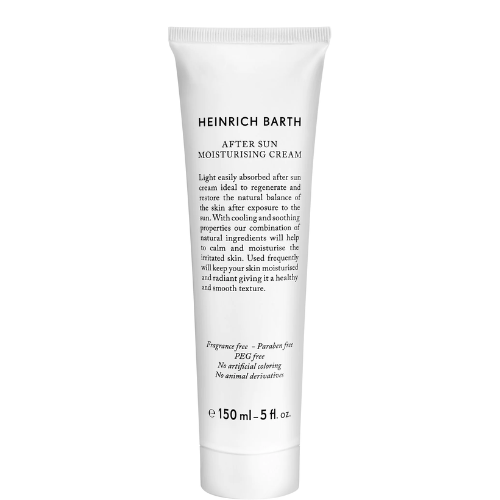 HEINRICH BARTH
AFTER SUN
MOISTURISING CREAM
Light easily absorbed after sun
cream ideal to regenerate and
restore the natural balance of
the skin after exposure to the
sun. With cooling and soothing
properties our combination of
natural ingredients will help
to calm and moisturise the
irritated skin. Used frequently
will keep your skin moisturised
and radiant giving it a healthy
and smooth texture.
Fragrance free - Paraben free
PEG free
No artificial coloring
No animal derivatives
℮ 150 ml – 5 fl. oz.